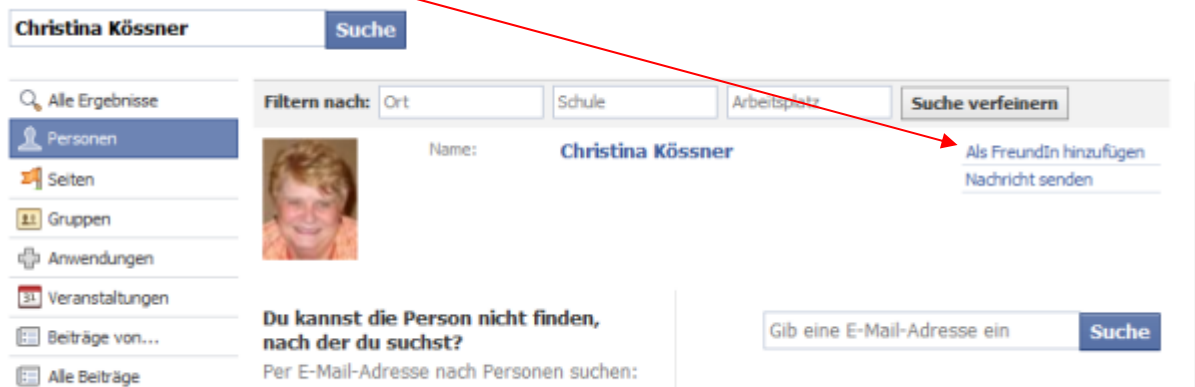 Christina Kössner Suche
Alle Ergebnisse
Personen
Seiten
Gruppen
Anwendungen
31 Veranstaltungen
Beiträge von...
Alle Beiträge
Filtern nach: Ort Schule Arbeitsplatz Suche verfeinern
Name: Christina Kössner
Als FreundIn hinzufügen
Nachricht senden
Du kannst die Person nicht finden,
nach der du suchst?
Per E-Mail-Adresse nach Personen suchen:
Gib eine E-Mail-Adresse ein Suche